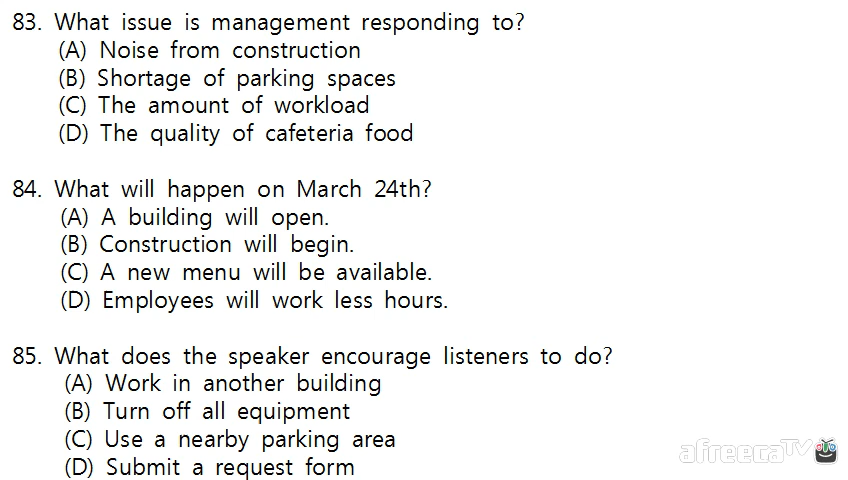 83. What issue is management responding to?
(A) Noise from construction
(B) Shortage of parking spaces
(C) The amount of workload
(D) The quality of cafeteria food
84. What will happen on March 24th?
(A) A building will open.
(B) Construction will begin.
(C) A new menu will be available.
(D) Employees will work less hours.
85. What does the speaker encourage listeners to do?
(A) Work in another building
(B) Turn off all equipment
(C) Use a nearby parking area
(D) Submit a request form
afreecaTV